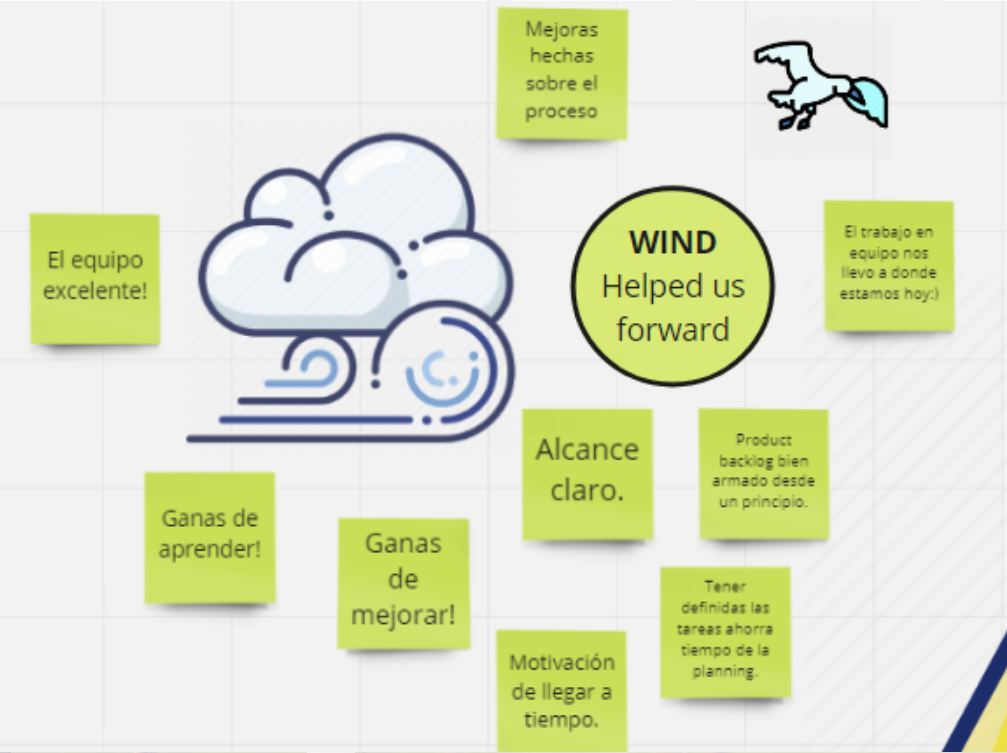 Mejoras
hechas
sobre el
proceso
El equipo
excelente!
WIND
Helped us
forward
El trabajo en
equipo nos
llevo a donde
estamos hoy:)
Alcance
claro.
Product
backlog bien
armado desde
un principio.
Ganas de
aprender!
Ganas
de
mejorar!
Tener
definidas las
tareas ahorra
tiempo de la
planning.
Motivación
de llegar a
tiempo.